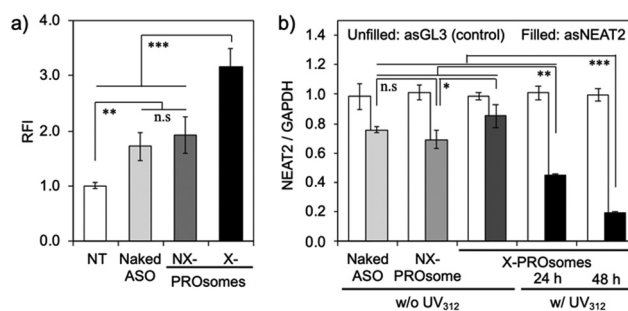 a)
***
**
n.s
RFI
4.0
3.0
2.0
1.0
0.0
NT
Naked
ASO
NX-
X-
PROsomes
b)
Unfilled: asGL3 (control) Filled: asNEAT2
***
**
n.s
*
NEAT2 / GAPDH
1.4
1.2
1.0
0.8
0.6
0.4
0.2
0.0
Naked
ASO
NX-
PROsome
X-PROsomes
24 h
48 h
w/o UV312
w/ UV312